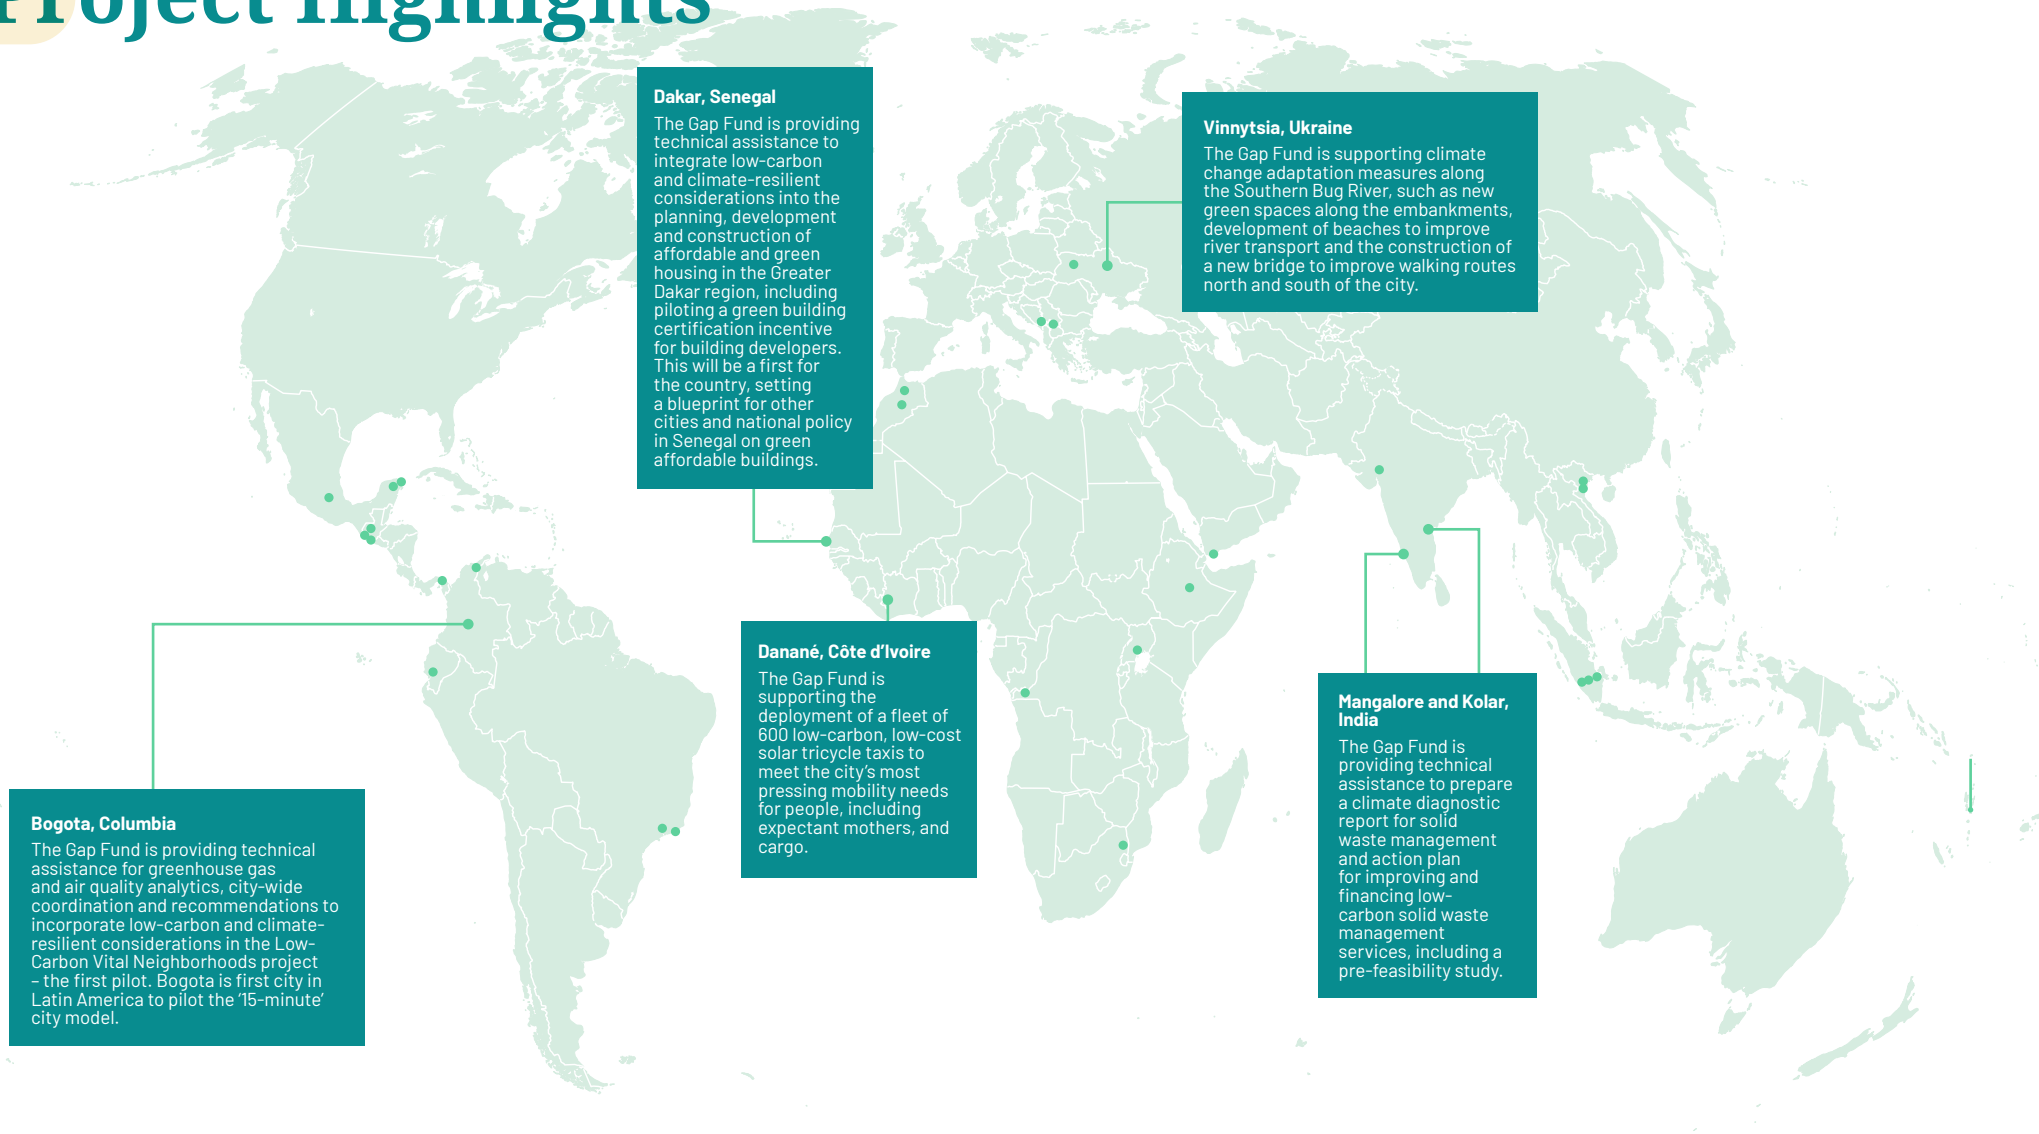 Project Highlights
Dakar, Senegal
The Gap Fund is providing
technical assistance to
integrate low-carbon
and climate-resilient
considerations into the
planning, development
and construction of
affordable and green
housing in the Greater
Dakar region, including
piloting a green building
certification incentive
for building developers.
This will be a first for
the country, setting
a blueprint for other
cities and national policy
in Senegal on green
affordable buildings.
Vinnytsia, Ukraine
The Gap Fund is supporting climate
change adaptation measures along
the Southern Bug River, such as new
green spaces along the embankments,
development of beaches to improve
river transport and the construction of
a new bridge to improve walking routes
north and south of the city.
Danané, Côte d’Ivoire
The Gap Fund is
supporting the
deployment of a fleet of
600 low-carbon, low-cost
solar tricycle taxis to
meet the city’s most
pressing mobility needs
for people, including
expectant mothers, and
cargo.
Mangalore and Kolar,
India
The Gap Fund is
providing technical
assistance to prepare
a climate diagnostic
report for solid
waste management
and action plan
for improving and
financing low-
carbon solid waste
management
services, including a
pre-feasibility study.
Bogota, Columbia
The Gap Fund is providing technical
assistance for greenhouse gas
and air quality analytics, city-wide
coordination and recommendations to
incorporate low-carbon and climate-
resilient considerations in the Low-
Carbon Vital Neighborhoods project
– the first pilot. Bogota is first city in
Latin America to pilot the ‘15-minute’
city model.